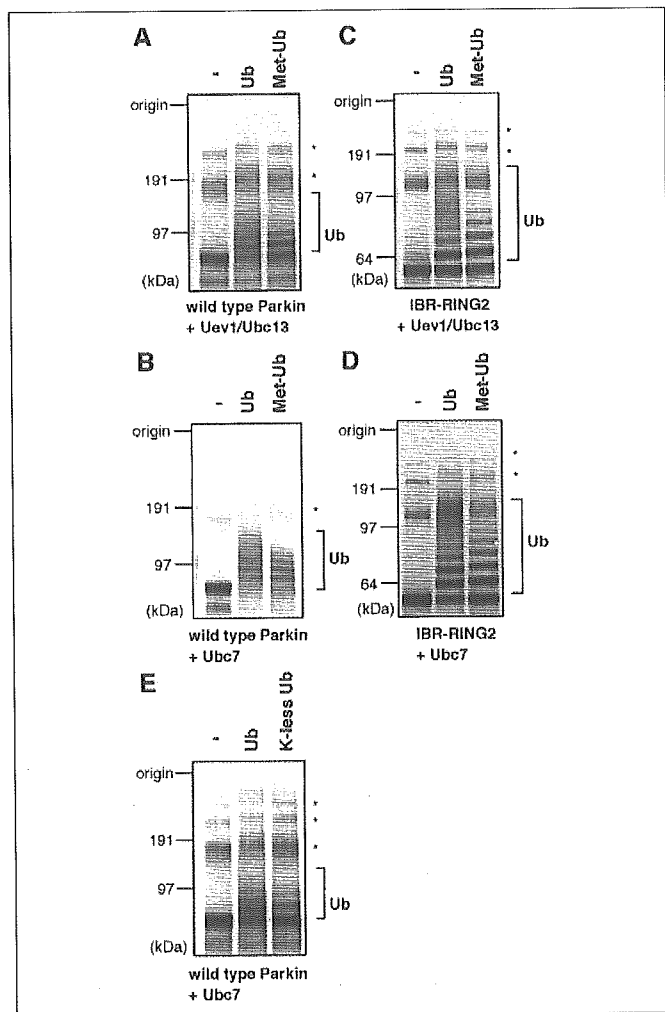 A
- Ub Met-Ub
origin
191
97
(kDa)
* 
*
Ub
wild type Parkin
+ Uev1/Ubc13
C
- Ub Met-Ub
origin
191
97
64
(kDa)
*
*
Ub
IBR-RING2
+ Uev1/Ubc13
B
- Ub Met-Ub
origin
191
97
(kDa)
*
Ub
wild type Parkin
+ Ubc7
D
- Ub Met-Ub
origin
191
97
64
(kDa)
*
*
Ub
IBR-RING2
+ Ubc7
E
- Ub K-less Ub
origin
191
97
(kDa)
*
*
*
Ub
wild type Parkin
+ Ubc7